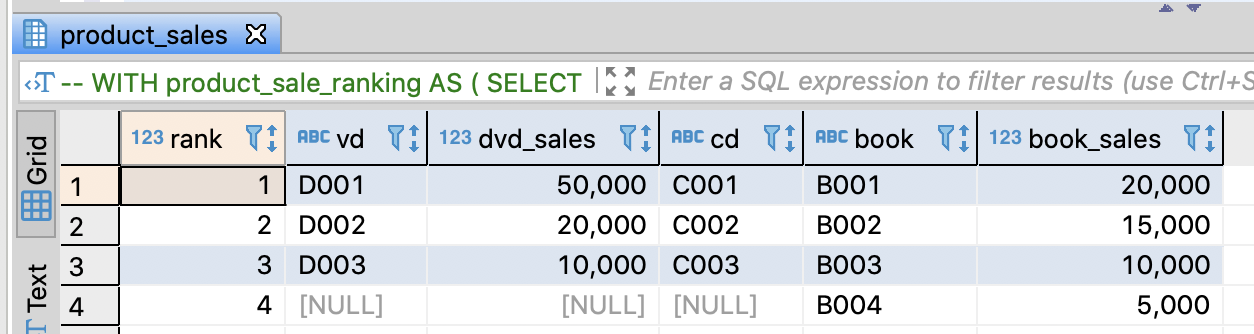 product_sales
-- WITH product_sale_ranking AS ( SELECT Enter a SQL expression to filter results (use Ctrl+S
Grid
Text
123 rank ABC vd 123 dvd_sales ABC cd ABC book 123 book_sales
1 1 D001 50,000 C001 B001 20,000
2 2 D002 20,000 C002 B002 15,000
3 3 D003 10,000 C003 B003 10,000
4 4 [NULL] [NULL] [NULL] B004 5,000